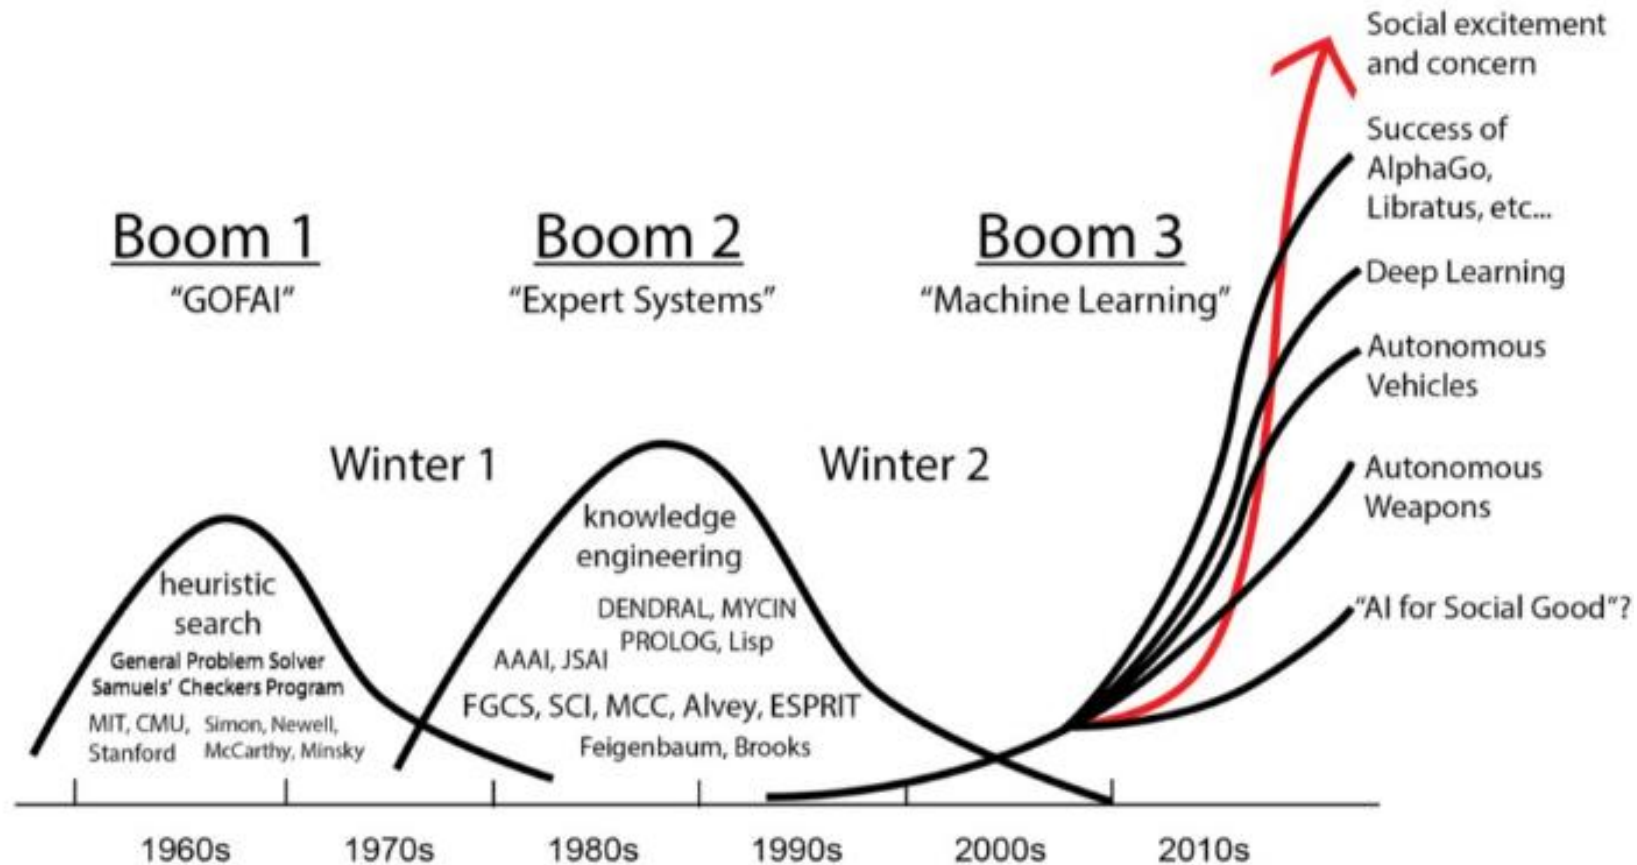 Social excitement
and concern
Success of
AlphaGo,
Libratus, etc...
Boom 1
"GOFAI"
Boom 2
"Expert Systems"
Boom 3
"Machine Learning"
Deep Learning
Autonomous
Vehicles
Winter 1
Winter 2
Autonomous
Weapons
heuristic
search
General Problem Solver
Samuels' Checkers Program
MIT, CMU,
Stanford
Simon, Newell,
McCarthy, Minsky
knowledge
engineering
DENDRAL, MYCIN
PROLOG, Lisp
AAAI, JSAI
FGCS, SCI, MCC, Alvey, ESPRIT
Feigenbaum, Brooks
"AI for Social Good"?
1960s 1970s 1980s 1990s 2000s 2010s